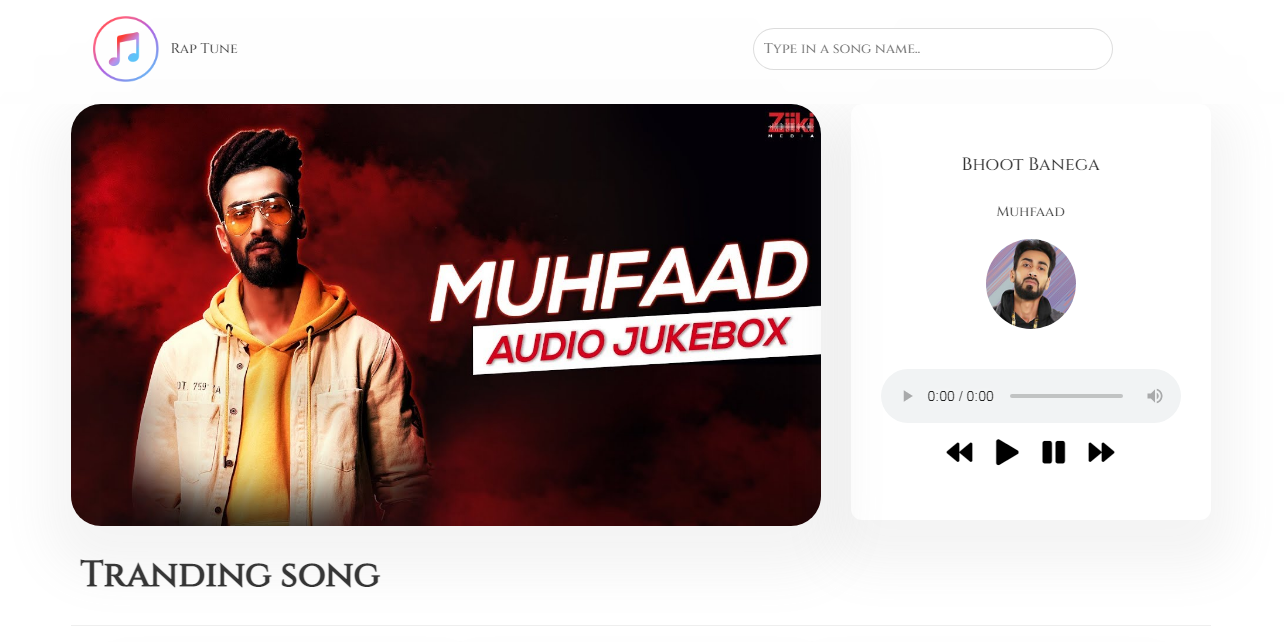 Rap Tune
Type in a song name..
Ziiki
MEDIA
MUHFAAD
AUDIO JUKEBOX
Bhoot Banega
Muhfaad
0:00 / 0:00
Tranding song